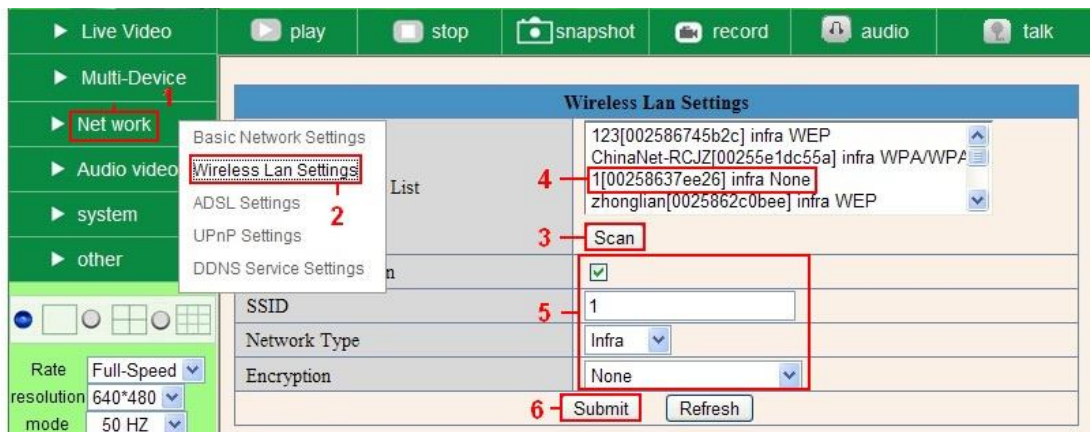 Live Video
play
stop
snapshot
record
audio
talk
Multi-Device
1
Net work
Audio video
system
other
Basic Network Settings
Wireless Lan Settings
2
ADSL Settings
UPnP Settings
DDNS Service Settings
Wireless Lan Settings
List
123[002586745b2c] infra WEP
ChinaNet-RCJZ[00255e1dc55a] infra WPA/WPA
4
1[00258637ee26] infra None
zhonglian[0025862c0bee] infra WEP
3
Scan
n
5
SSID
1
Network Type
Infra
Encryption
None
6
Submit
Refresh
Rate
Full-Speed
resolution
640*480
mode
50 HZ